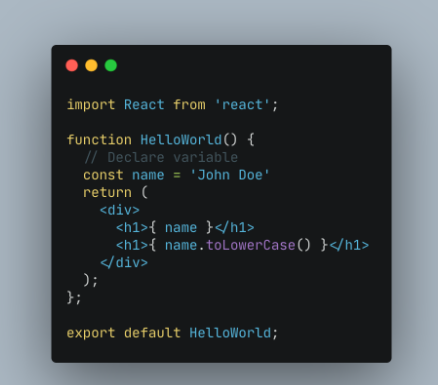 import React from 'react';
function HelloWorld() {
// Declare variable
const name = 'John Doe'
return (
<div>
<h1>{ name }</h1>
<h1>{ name.toLowerCase() }</h1>
</div>
);
};
export default HelloWorld;